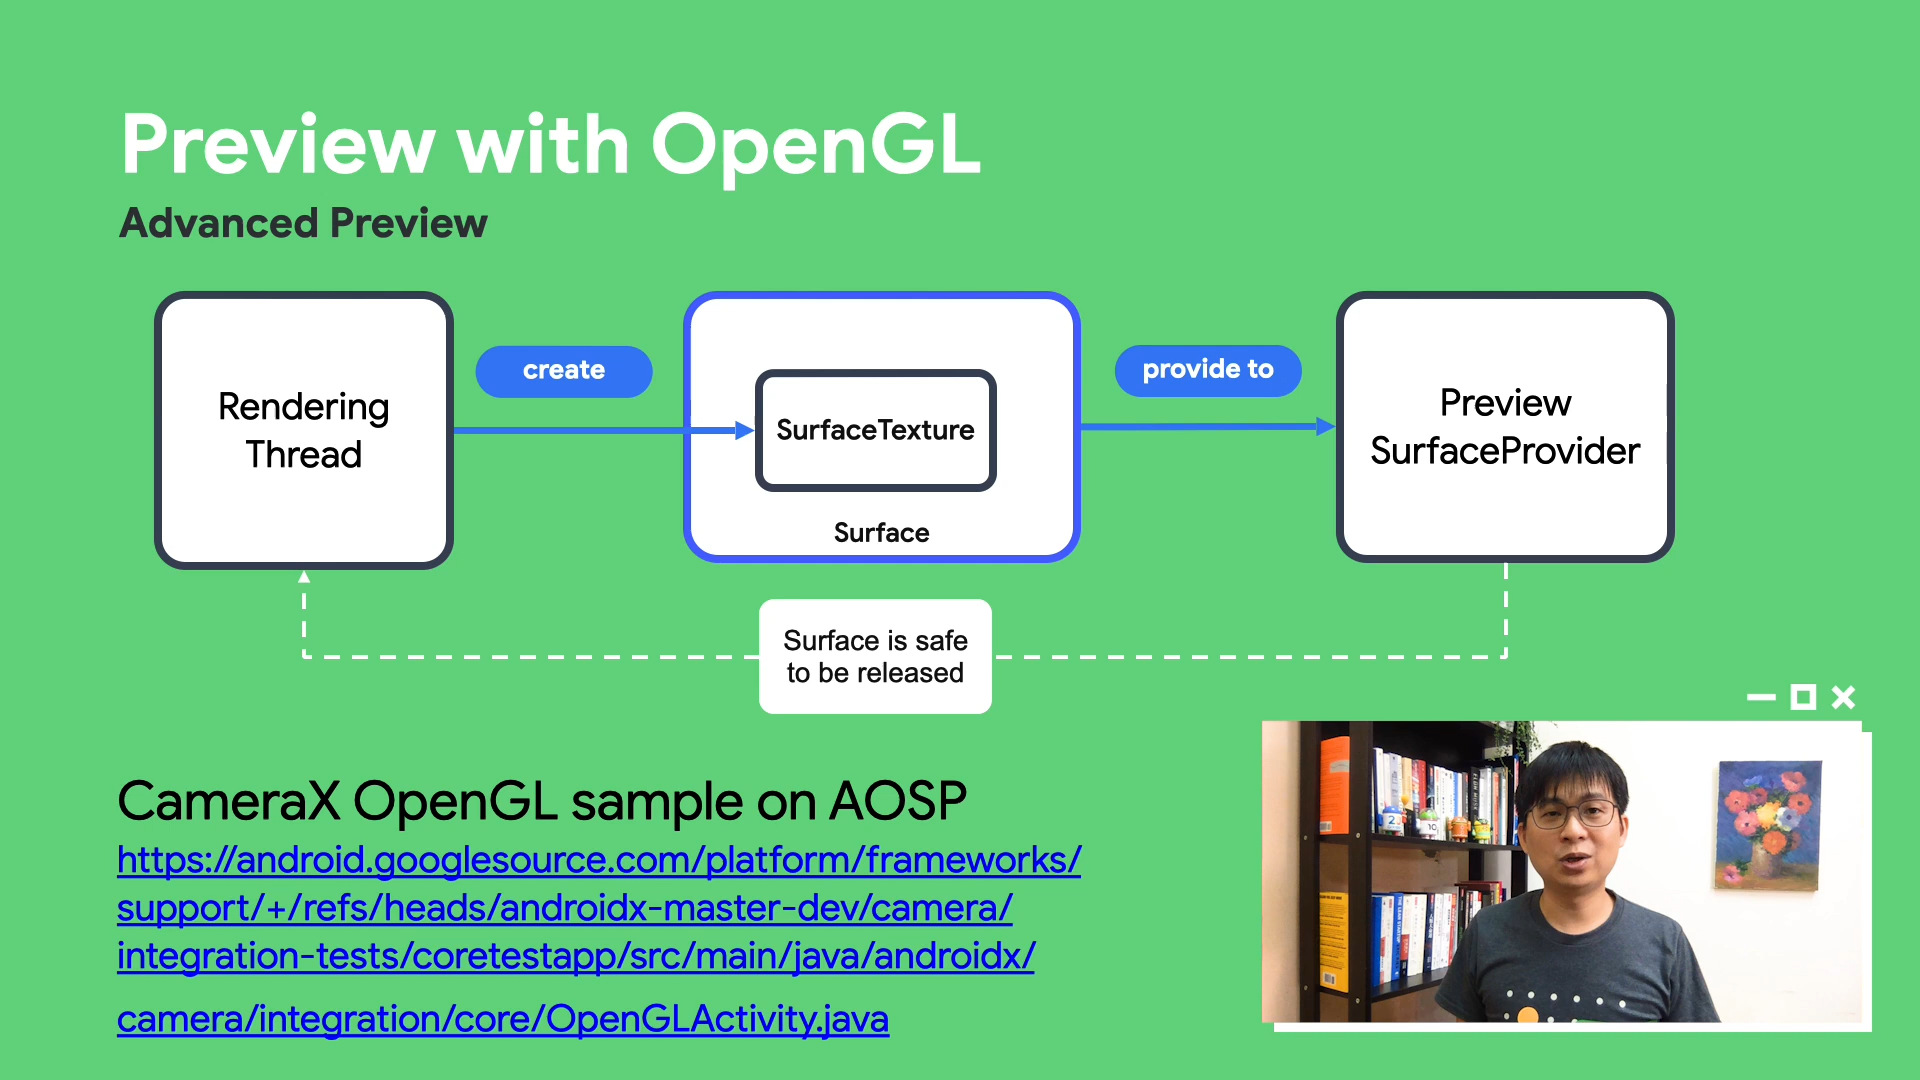 Preview with OpenGL
Advanced Preview
Rendering
Thread
create
SurfaceTexture
Surface
provide to
Preview
SurfaceProvider
Surface is safe
to be released
CameraX OpenGL sample on AOSP
https://android.googlesource.com/platform/frameworks/
support/+/refs/heads/androidx-master-dev/camera/
integration-tests/coretestapp/src/main/java/androidx/
camera/integration/core/OpenGLActivity.java